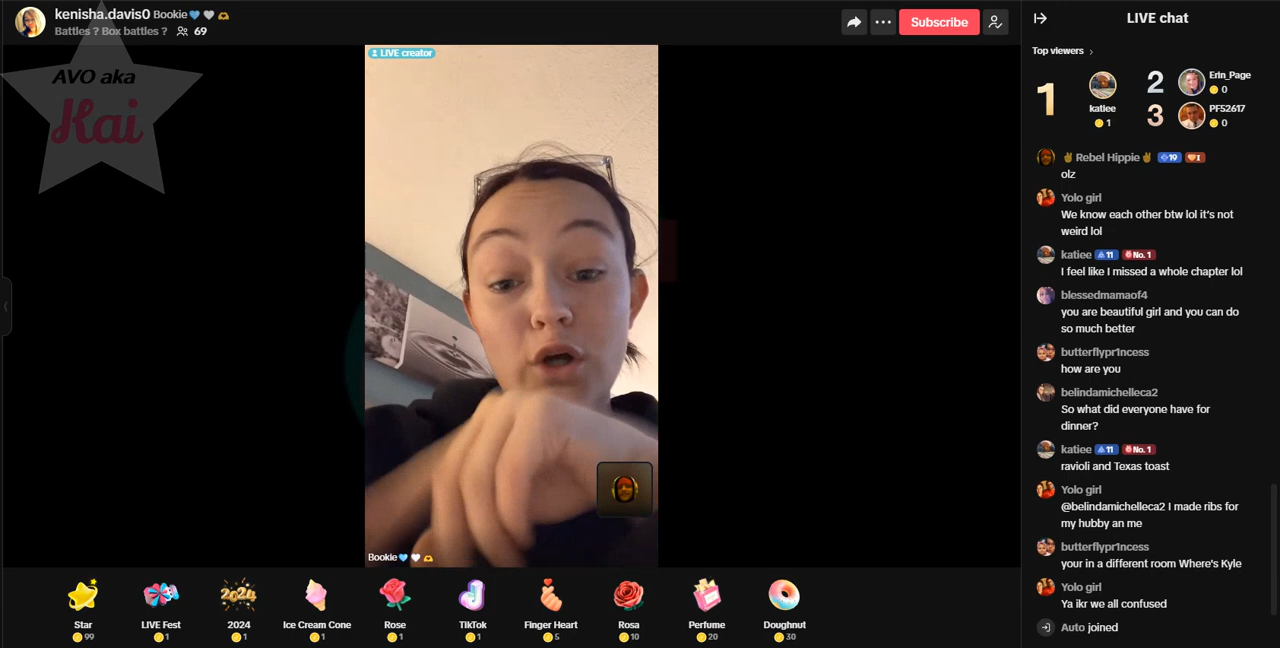 kenisha.davis0 Bookie💙🤍🫶
Battles ? Box battles ? 69
Subscribe
AVO aka
Kai
LIVE creator
Bookie💙🤍🫶
Star
99
LIVE Fest
1
2024
2024
1
Ice Cream Cone
1
Rose
1
TikTok
1
Finger Heart
5
Rosa
10
Perfume
20
Doughnut
30
LIVE chat
Top viewers
1
katiee
1
2
Erin_Page
0
3
PF52617
0
✌Rebel Hippie✌ 19 I
olz
Yolo girl
We know each other btw lol it's not
weird lol
katiee 11 No. 1
I feel like I missed a whole chapter lol
blessedmamaof4
you are beautiful girl and you can do
so much better
butterflypr1ncess
how are you
belindamichelleca2
So what did everyone have for
dinner?
katiee 11 No. 1
ravioli and Texas toast
Yolo girl
@belindamichelleca2 I made ribs for
my hubby an me
butterflypr1ncess
your in a different room Where's Kyle
Yolo girl
Ya ikr we all confused
Auto joined